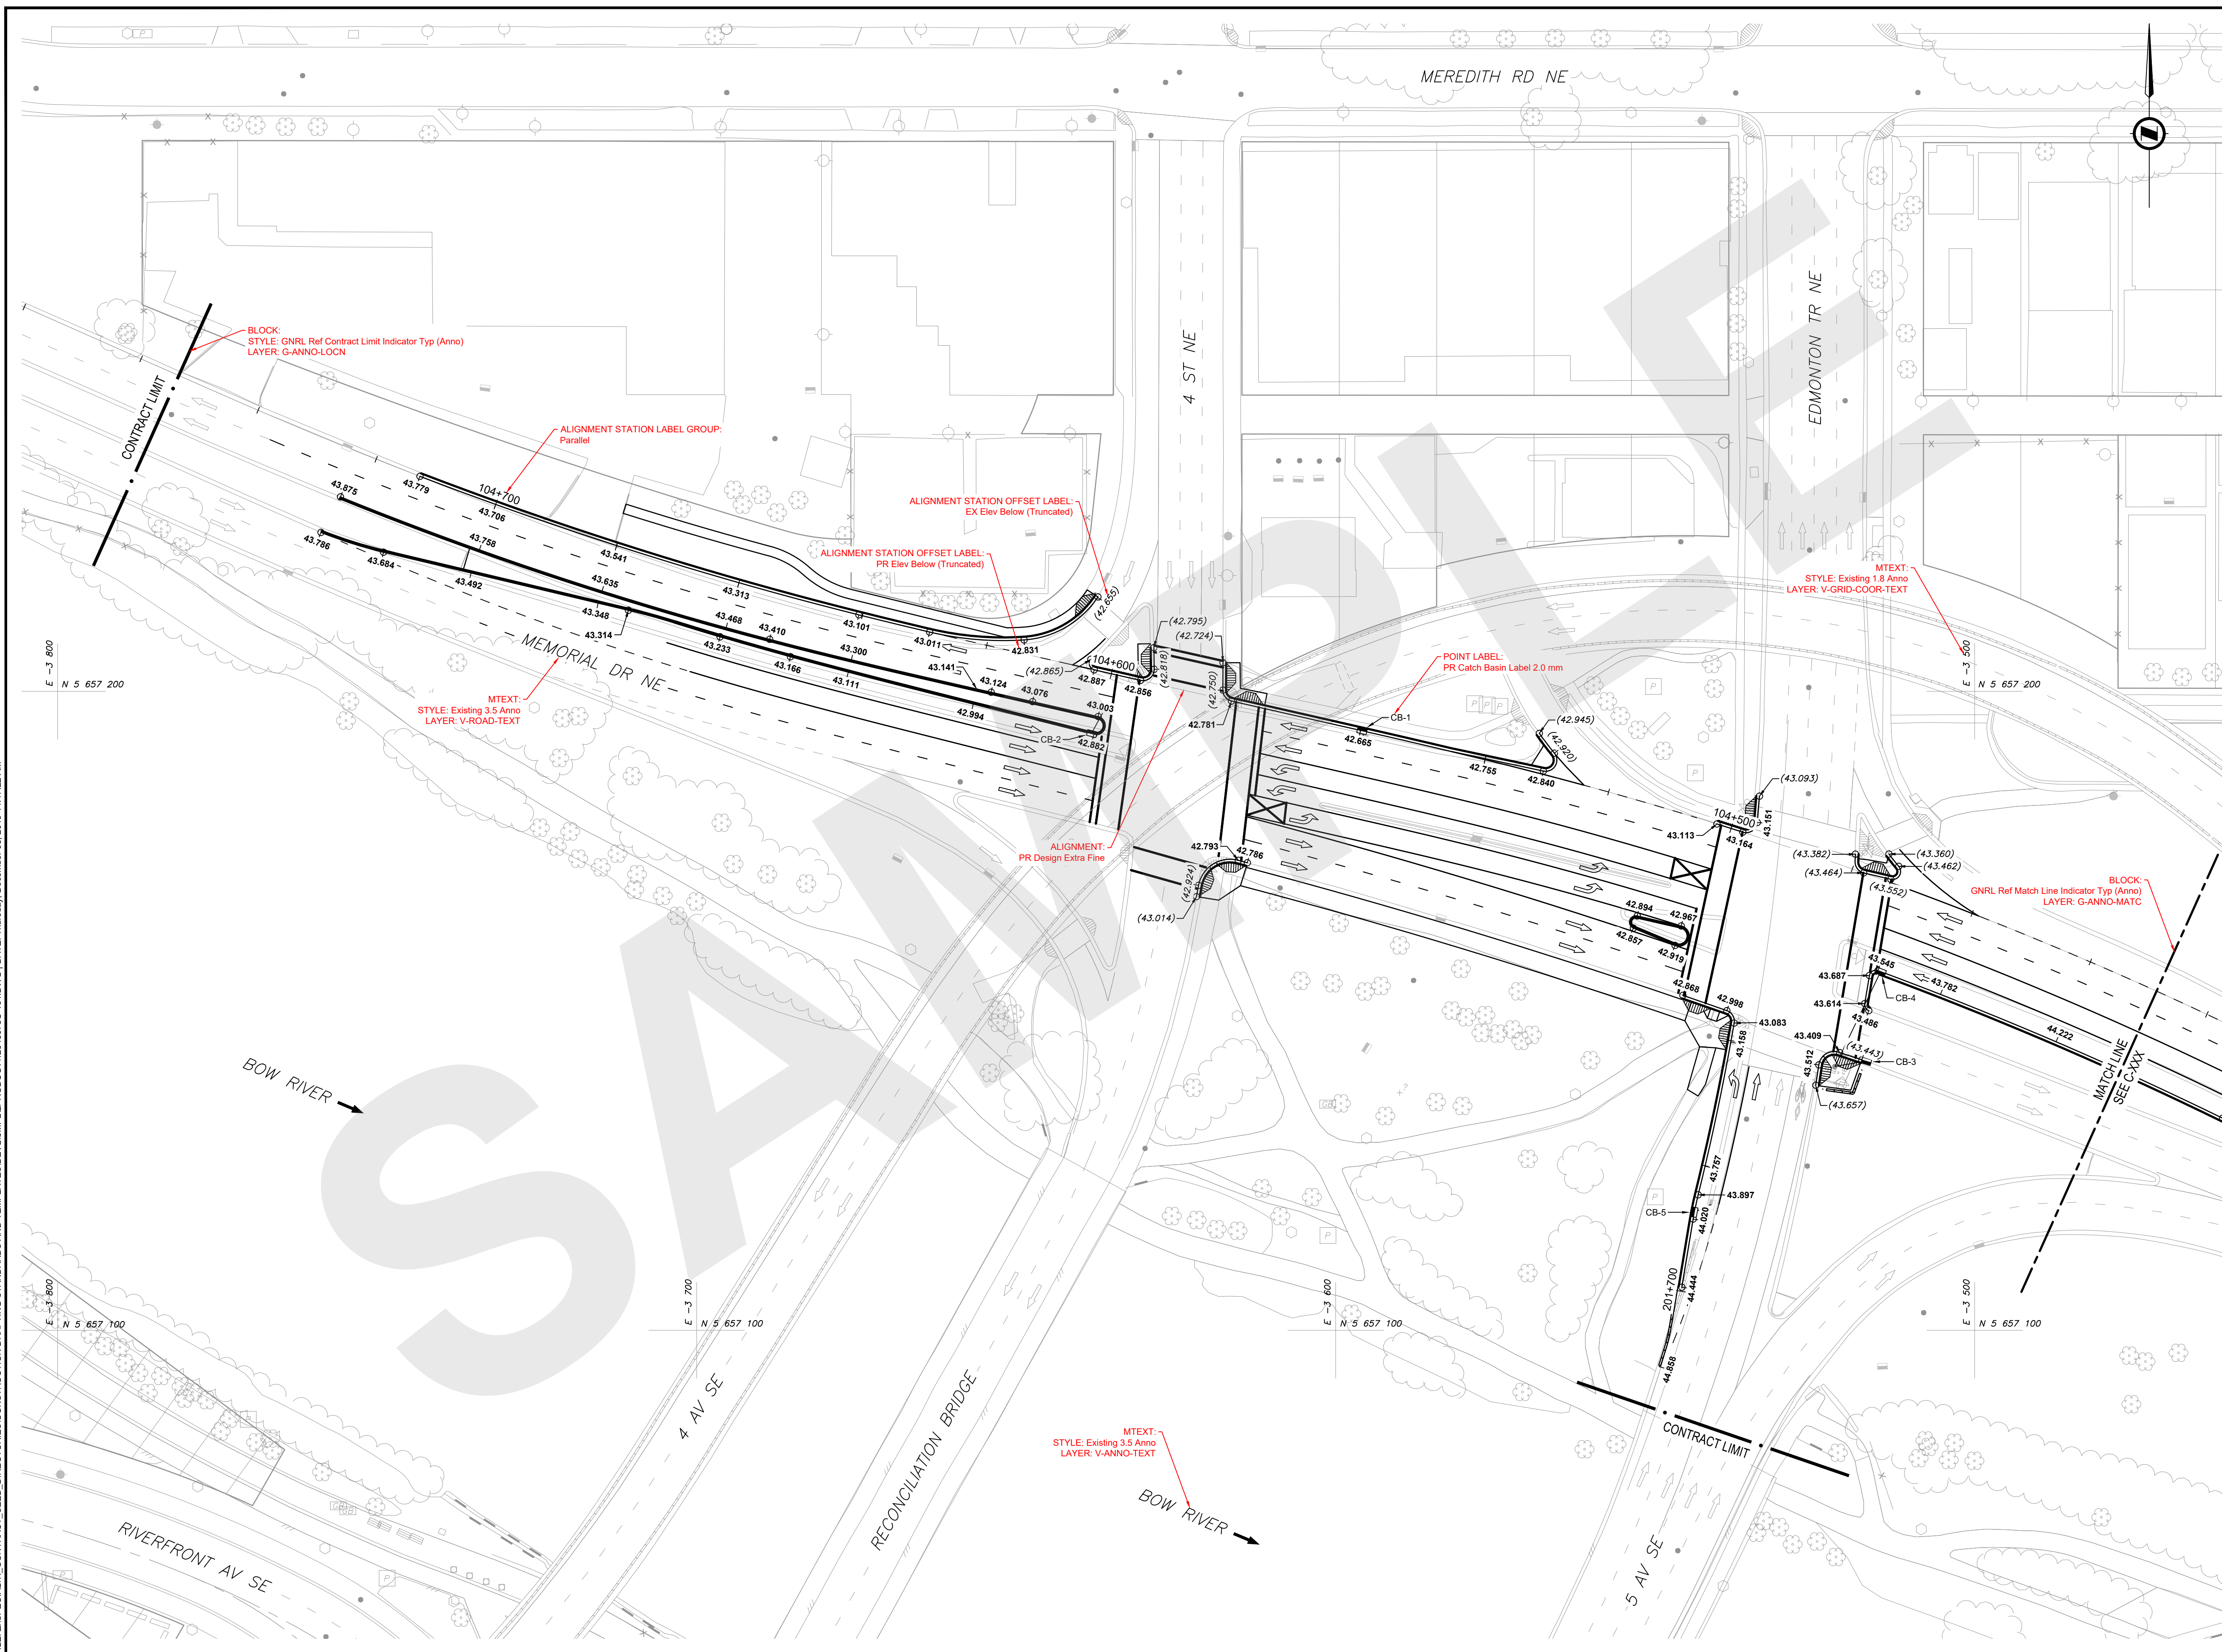 MEREDITH RD NE
BLOCK:
STYLE: GNRL Ref Contract Limit Indicator Typ (Anno)
LAYER: G-ANNO-LOCN
CONTRACT LIMIT
4 ST NE
EDMONTON TR NE
ALIGNMENT STATION LABEL GROUP:
Parallel
43.779
104+700
43.706
43.875
43.786
43.684
43.758
43.492
43.541
43.635
43.348
43.314
43.313
43.468
43.410
43.233
43.166
43.300
43.111
43.101
43.011
43.141
43.124
43.076
43.003
42.994
42.831
(42.655)
ALIGNMENT STATION OFFSET LABEL:
EX Elev Below (Truncated)
ALIGNMENT STATION OFFSET LABEL:
PR Elev Below (Truncated)
MEMORIAL DR NE
MTEXT:
STYLE: Existing 3.5 Anno
LAYER: V-ROAD-TEXT
E -3 800
N 5 657 200
(42.795)
(42.724)
(42.865)
104+600
42.887
42.856
(42.818)
(42.750)
42.781
CB-2
42.882
POINT LABEL:
PR Catch Basin Label 2.0 mm
CB-1
42.665
42.755
42.840
(42.945)
(42.920)
MTEXT:
STYLE: Existing 1.8 Anno
LAYER: V-GRID-COOR-TEXT
E -3 500
N 5 657 200
P
PPP
P
P
(43.093)
104+500
43.151
43.113
43.164
ALIGNMENT:
PR Design Extra Fine
42.793
42.786
(42.924)
(43.014)
(43.382)
(43.464)
(43.360)
(43.462)
(43.552)
BLOCK:
GNRL Ref Match Line Indicator Typ (Anno)
LAYER: G-ANNO-MATC
42.894
42.967
42.857
42.919
42.868
42.998
43.083
43.158
43.545
43.687
43.782
CB-4
43.614
43.486
44.222
43.409
(43.443)
CB-3
43.512
(43.657)
MATCH LINE
SEE C-XXX
43.757
43.897
CB-5
44.020
44.444
201+700
44.858
P
P
BOW RIVER
E -3 800
N 5 657 100
E -3 700
N 5 657 100
E -3 600
N 5 657 100
E -3 500
N 5 657 100
CONTRACT LIMIT
4 AV SE
RECONCILIATION BRIDGE
MTEXT:
STYLE: Existing 3.5 Anno
LAYER: V-ANNO-TEXT
BOW RIVER
5 AV SE
RIVERFRONT AV SE
P
P
SAMPLE